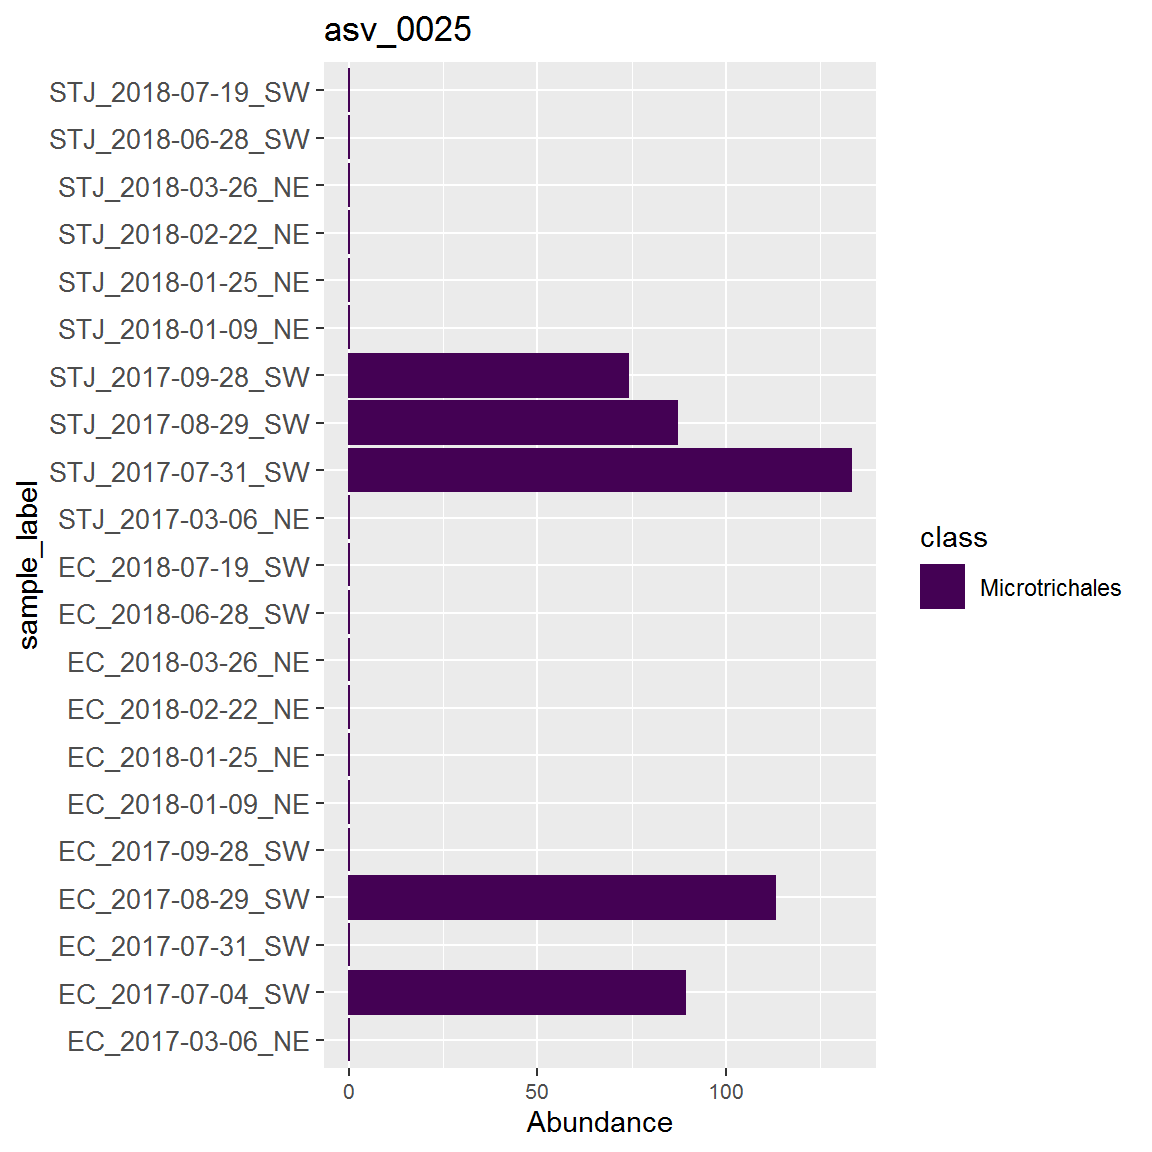 asv_0025
STJ_2018-07-19_SW
STJ_2018-06-28_SW
STJ_2018-03-26_NE
STJ_2018-02-22_NE
STJ_2018-01-25_NE
STJ_2018-01-09_NE
STJ_2017-09-28_SW
STJ_2017-08-29_SW
STJ_2017-07-31_SW
STJ_2017-03-06_NE
EC_2018-07-19_SW
EC_2018-06-28_SW
EC_2018-03-26_NE
EC_2018-02-22_NE
EC_2018-01-25_NE
EC_2018-01-09_NE
EC_2017-09-28_SW
EC_2017-08-29_SW
EC_2017-07-31_SW
EC_2017-07-04_SW
EC_2017-03-06_NE
sample_label
0 50 100
Abundance
class
Microtrichales